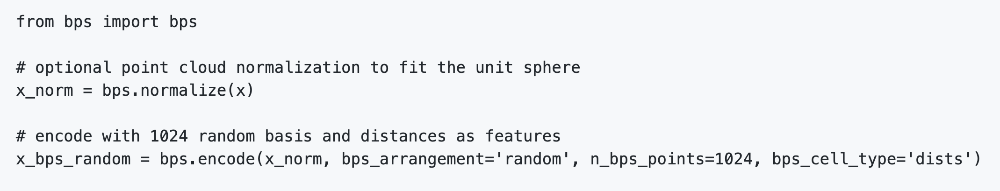 from bps import bps
# optional point cloud normalization to fit the unit sphere
x_norm = bps.normalize(x)
# encode with 1024 random basis and distances as features
x_bps_random = bps.encode(x_norm, bps_arrangement='random', n_bps_points=1024, bps_cell_type='dists')